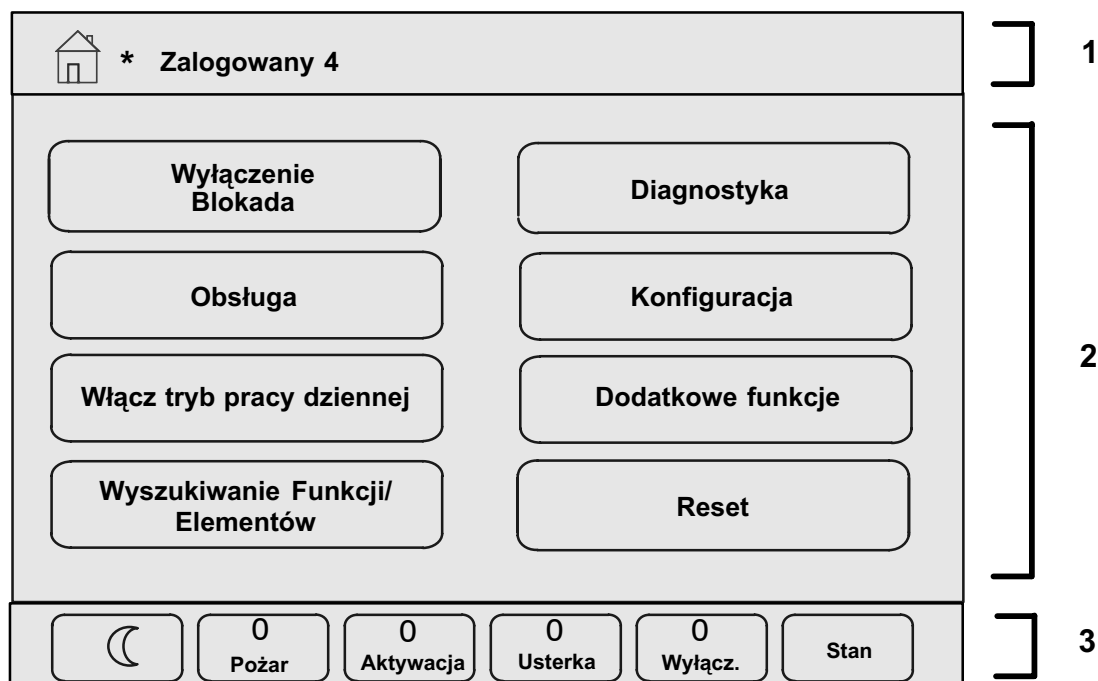 * Zalogowany 4
1
Wyłączenie
Blokada
Diagnostyka
Obsługa
Konfiguracja
2
Włącz tryb pracy dziennej
Dodatkowe funkcje
Wyszukiwanie Funkcji/
Elementów
Reset
0
Pożar
0
Aktywacja
0
Usterka
0
Wyłącz.
Stan
3